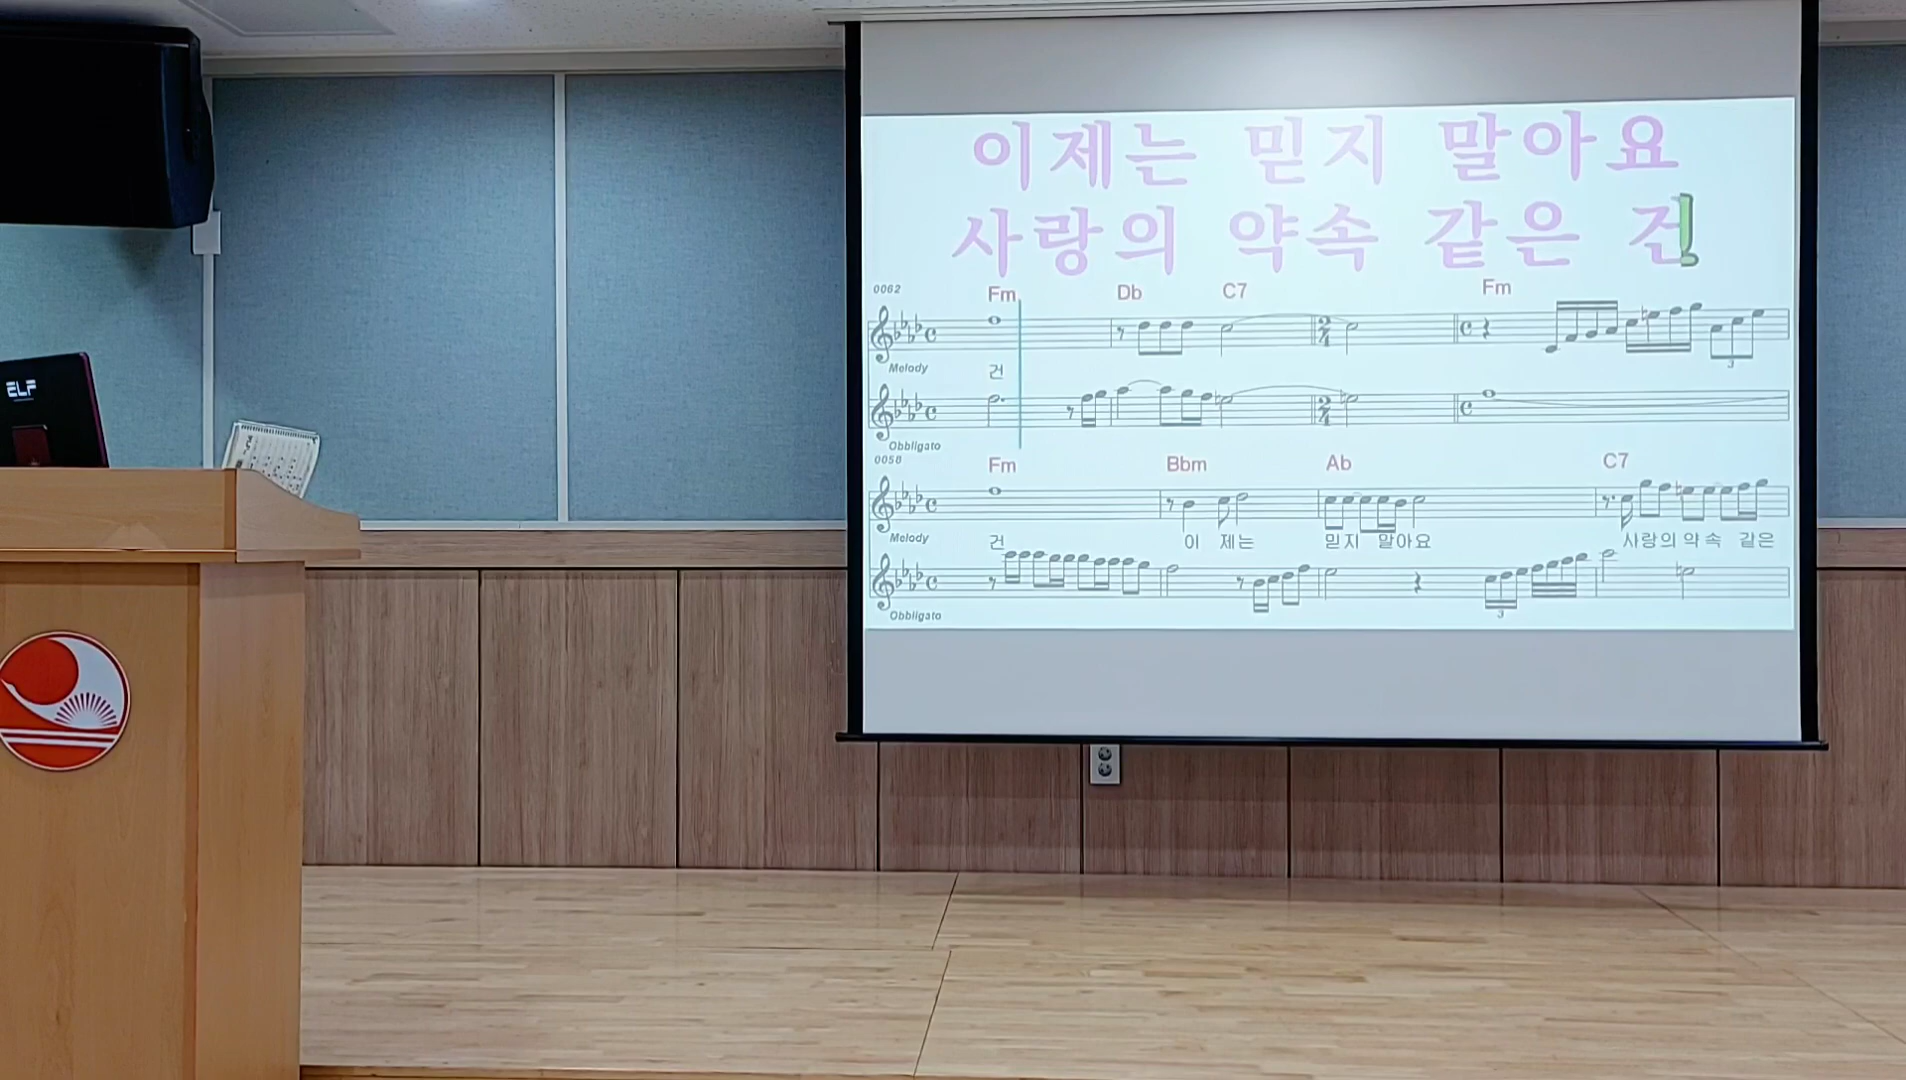 이제는 믿지 말아요
사랑의 약속 같은 건
0062
Fm Db C7 Fm
Melody
건
3
Obbligato
0058
Fm Bbm Ab C7
Melody
건 이 제는 믿지 말아요 사랑의 약속 같은
3
Obbligato
ELF